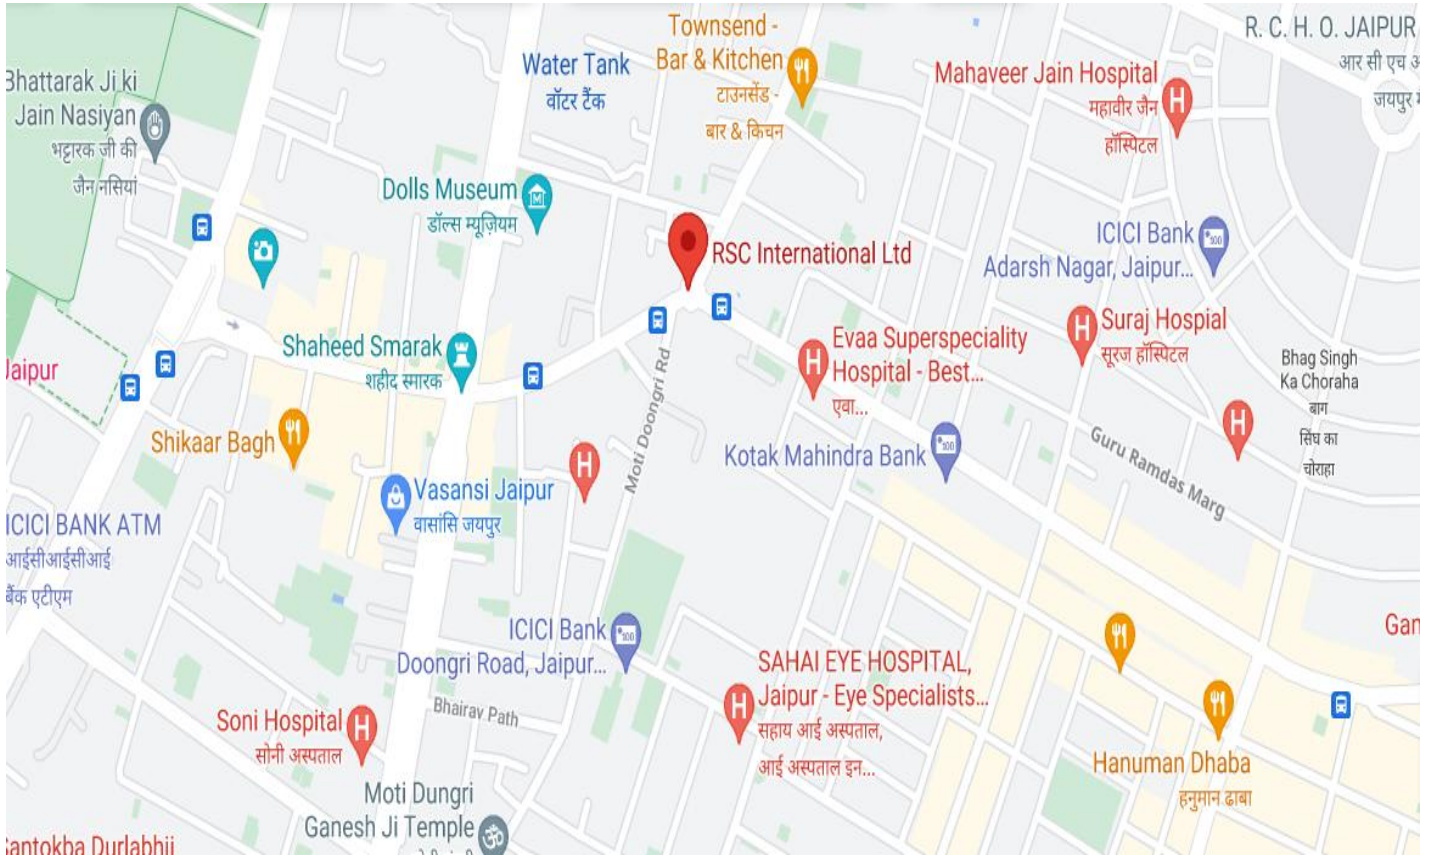 Townsend -
Bar & Kitchen
टाउनसेंड -
बार & किचन
R. C. H. O. JAIPUR
आर सी एच
जयपुर
Water Tank
वॉटर टैंक
Mahaveer Jain Hospital
महावीर जैन
हॉस्पिटल
Bhattarak Ji ki
Jain Nasiyan
भट्टारक जी की
जैन नसियां
Dolls Museum
डॉल्स म्यूज़ियम
RSC International Ltd
ICICI Bank
Adarsh Nagar, Jaipur...
Shaheed Smarak
शहीद स्मारक
Evaa Superspeciality
Hospital - Best...
एवा...
Suraj Hospial
सूरज हॉस्पिटल
Bhag Singh
Ka Choraha
बाग
सिंघ का
चोराहा
Jaipur
Shikaar Bagh
Moti Doongri Rd
Kotak Mahindra Bank
Guru Ramdas Marg
Vasansi Jaipur
वासांसि जयपुर
ICICI BANK ATM
आईसीआईसीआई
बैंक एटीएम
ICICI Bank
Doongri Road, Jaipur...
SAHAI EYE HOSPITAL,
Jaipur - Eye Specialists...
सहाय आई अस्पताल,
आई अस्पताल इन...
Bhairav Path
Soni Hospital
सोनी अस्पताल
Hanuman Dhaba
हनुमान ढाबा
Moti Dungri
Ganesh Ji Temple
Santokba Durlabhji